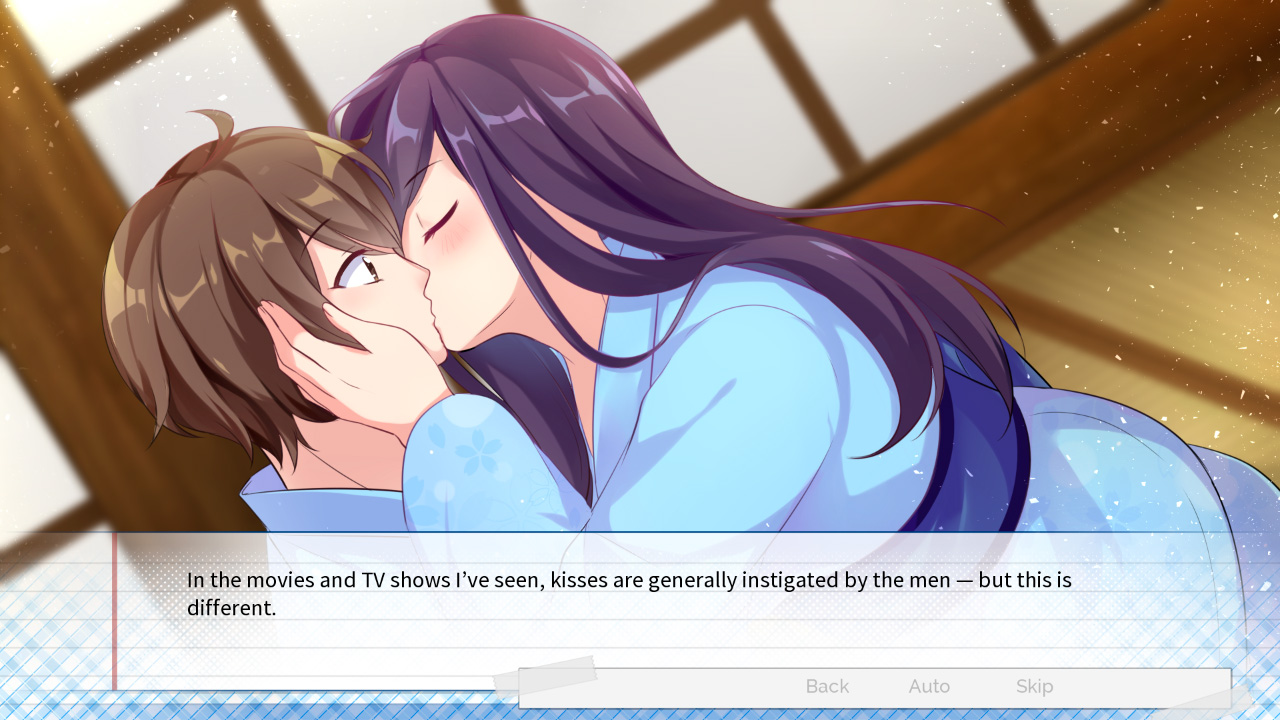 In the movies and TV shows I’ve seen, kisses are generally instigated by the men — but this is
different.
Back Auto Skip